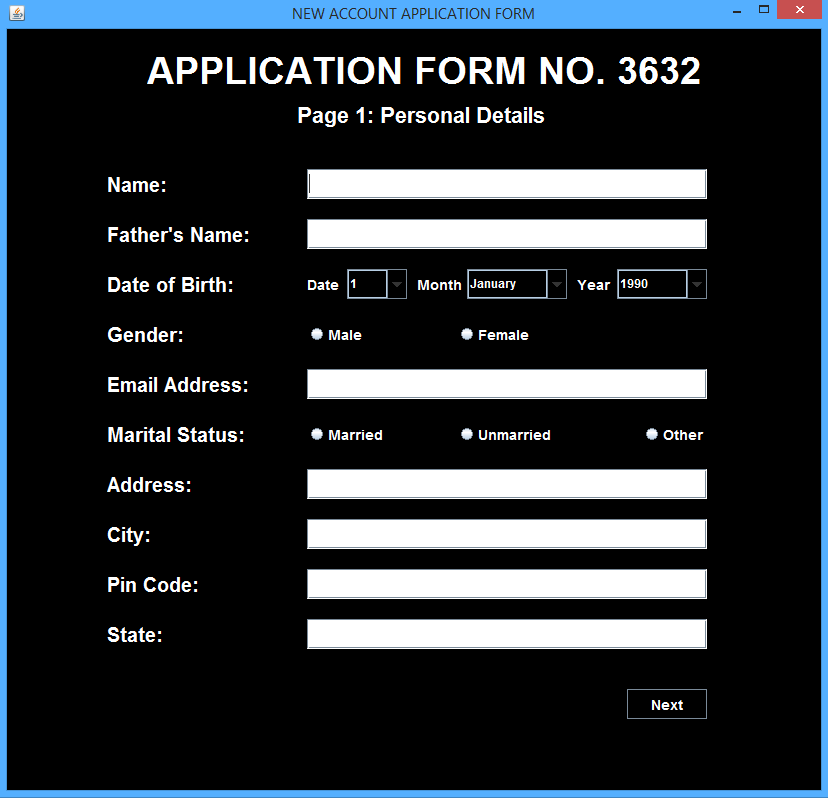 NEW ACCOUNT APPLICATION FORM
APPLICATION FORM NO. 3632
Page 1: Personal Details
Name:
Father's Name:
Date of Birth: Date 1 Month January Year 1990
Gender: Male Female
Email Address:
Marital Status: Married Unmarried Other
Address:
City:
Pin Code:
State:
Next